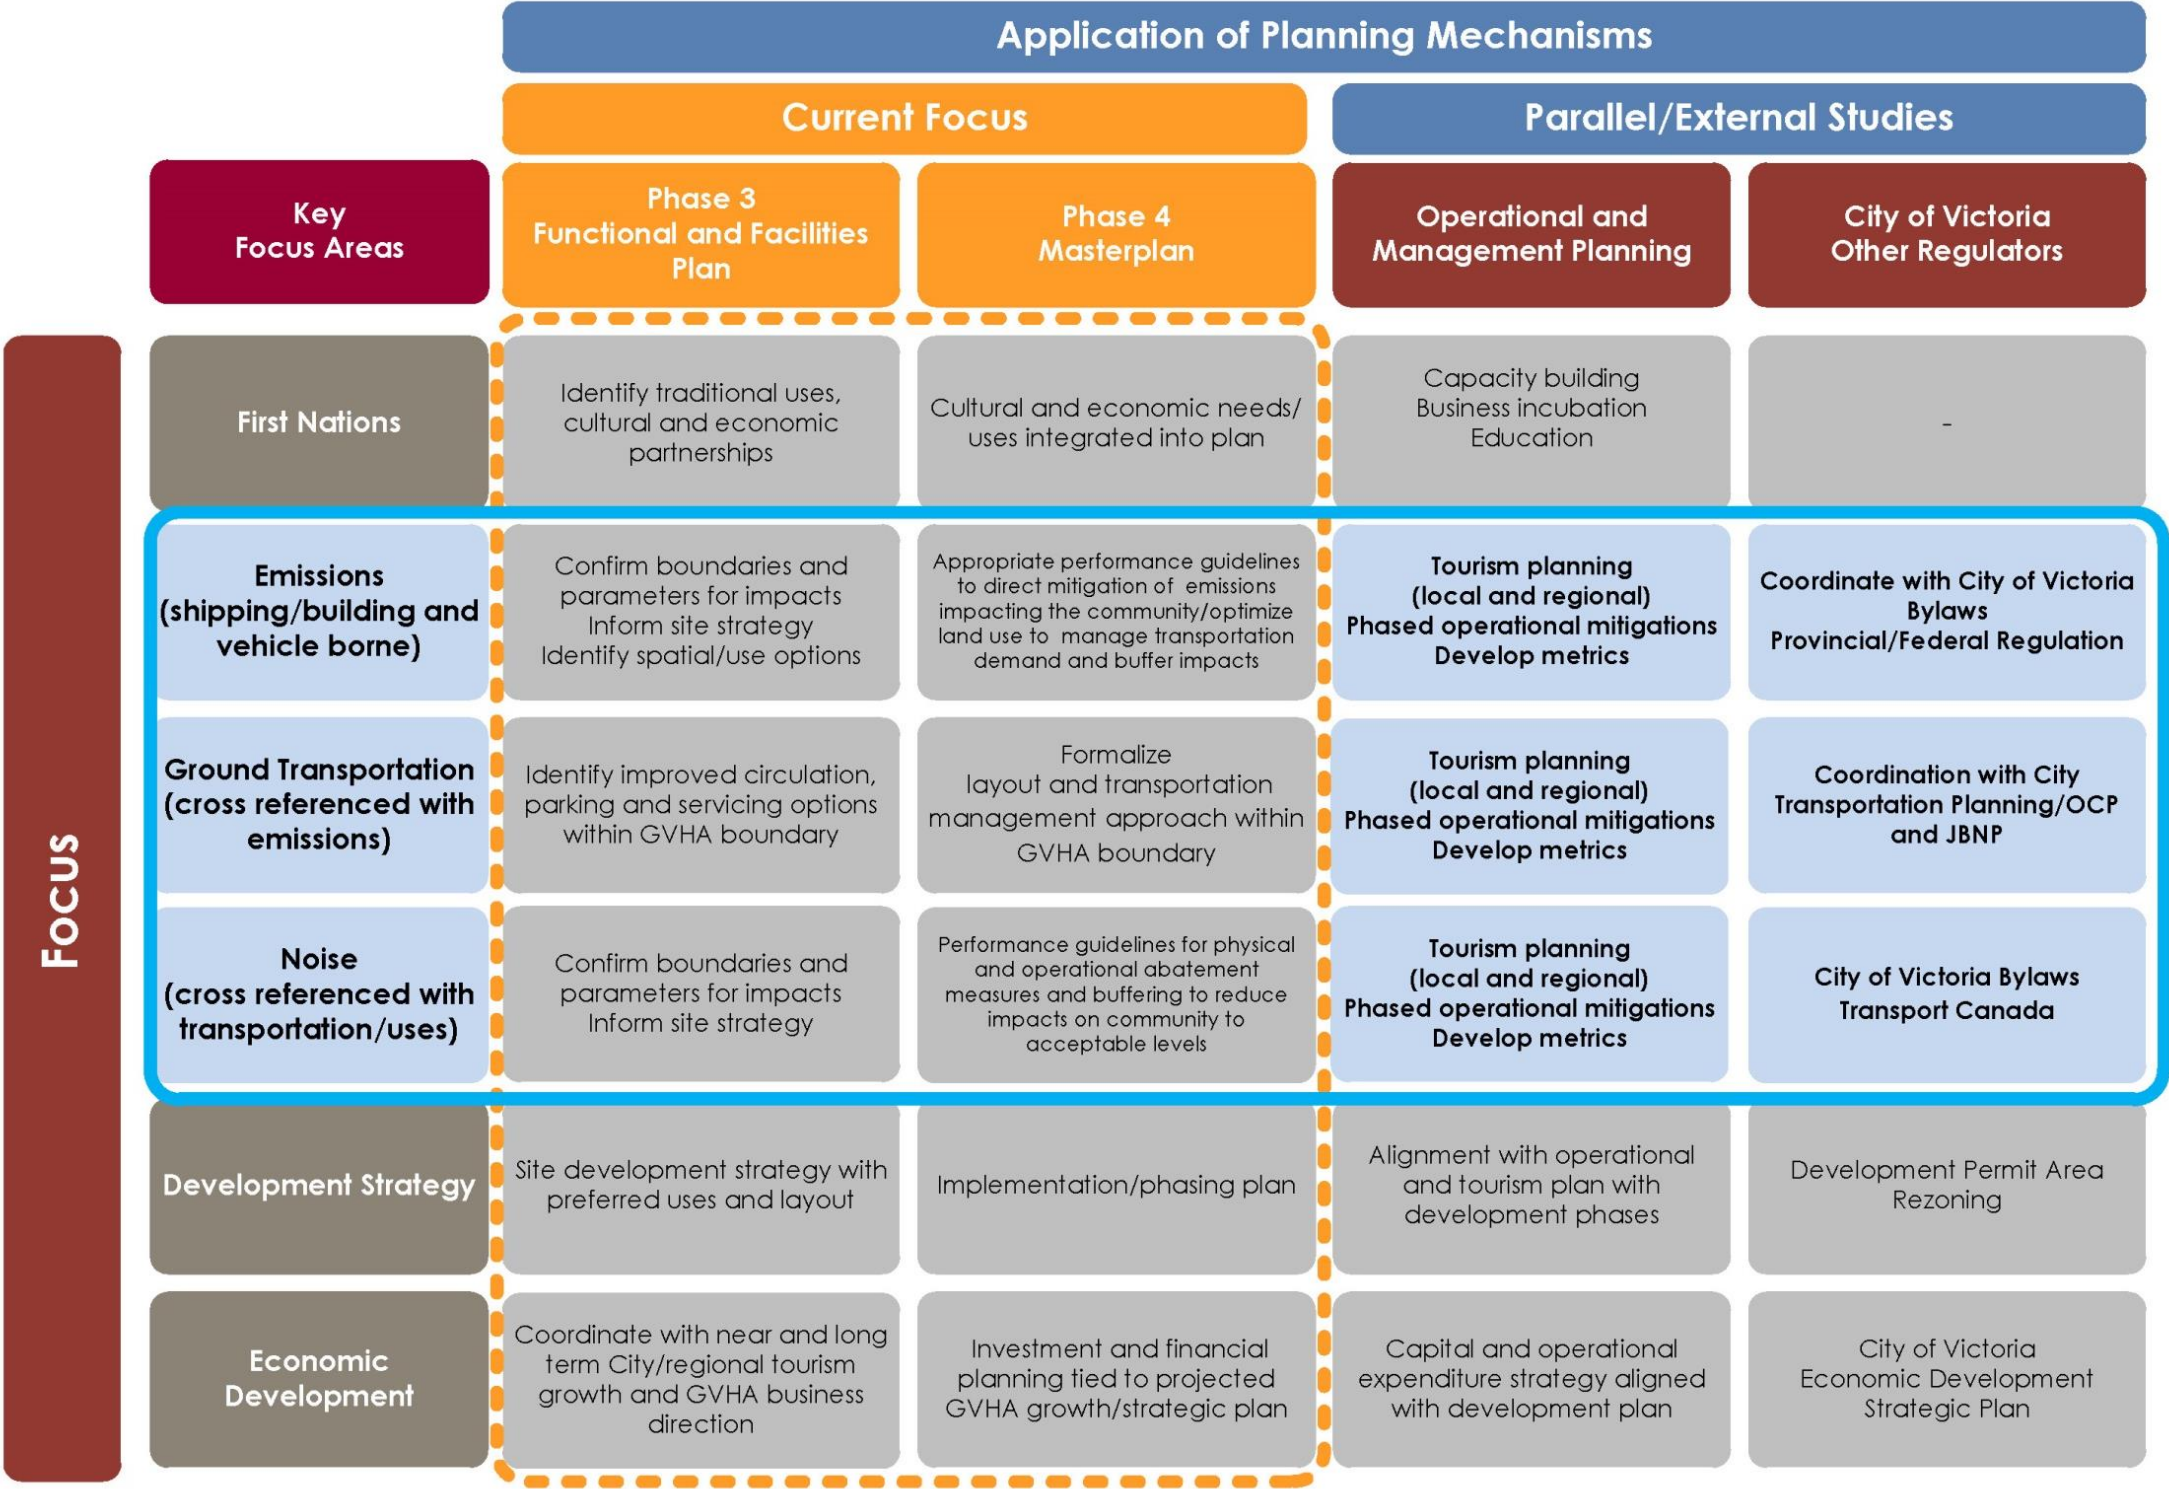 Application of Planning Mechanisms
Current Focus
Parallel/External Studies
Key
Focus Areas
Phase 3
Functional and Facilities
Plan
Phase 4
Masterplan
Operational and
Management Planning
City of Victoria
Other Regulators
Focus
First Nations
Identify traditional uses,
cultural and economic
partnerships
Cultural and economic needs/
uses integrated into plan
Capacity building
Business incubation
Education
-
Emissions
(shipping/building and
vehicle borne)
Confirm boundaries and
parameters for impacts
Inform site strategy
Identify spatial/use options
Appropriate performance guidelines
to direct mitigation of emissions
impacting the community/optimize
land use to manage transportation
demand and buffer impacts
Tourism planning
(local and regional)
Phased operational mitigations
Develop metrics
Coordinate with City of Victoria
Bylaws
Provincial/Federal Regulation
Ground Transportation
(cross referenced with
emissions)
Identify improved circulation,
parking and servicing options
within GVHA boundary
Formalize
layout and transportation
management approach within
GVHA boundary
Tourism planning
(local and regional)
Phased operational mitigations
Develop metrics
Coordination with City
Transportation Planning/OCP
and JBNP
Noise
(cross referenced with
transportation/uses)
Confirm boundaries and
parameters for impacts
Inform site strategy
Performance guidelines for physical
and operational abatement
measures and buffering to reduce
impacts on community to
acceptable levels
Tourism planning
(local and regional)
Phased operational mitigations
Develop metrics
City of Victoria Bylaws
Transport Canada
Development Strategy
Site development strategy with
preferred uses and layout
Implementation/phasing plan
Alignment with operational
and tourism plan with
development phases
Development Permit Area
Rezoning
Economic
Development
Coordinate with near and long
term City/regional tourism
growth and GVHA business
direction
Investment and financial
planning tied to projected
GVHA growth/strategic plan
Capital and operational
expenditure strategy aligned
with development plan
City of Victoria
Economic Development
Strategic Plan